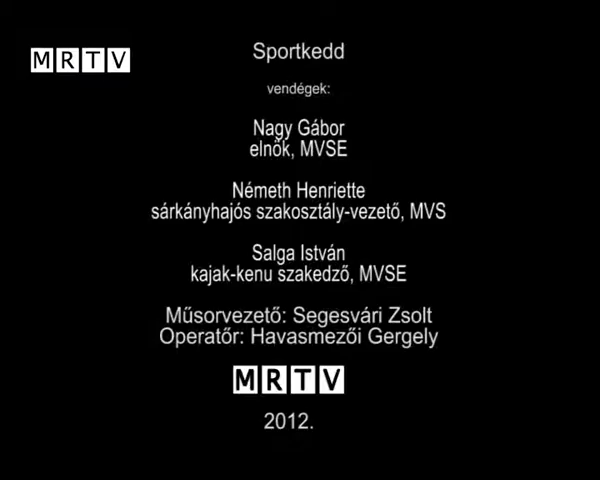 MRTV
Sportkedd
vendégek:
Nagy Gábor
elnök, MVSE
Németh Henriette
sárkányhajós szakosztály-vezető, MVS
Salga István
kajak-kenu szakedző, MVSE
Műsorvezető: Segesvári Zsolt
Operatőr: Havasmezői Gergely
MRTV
2012.